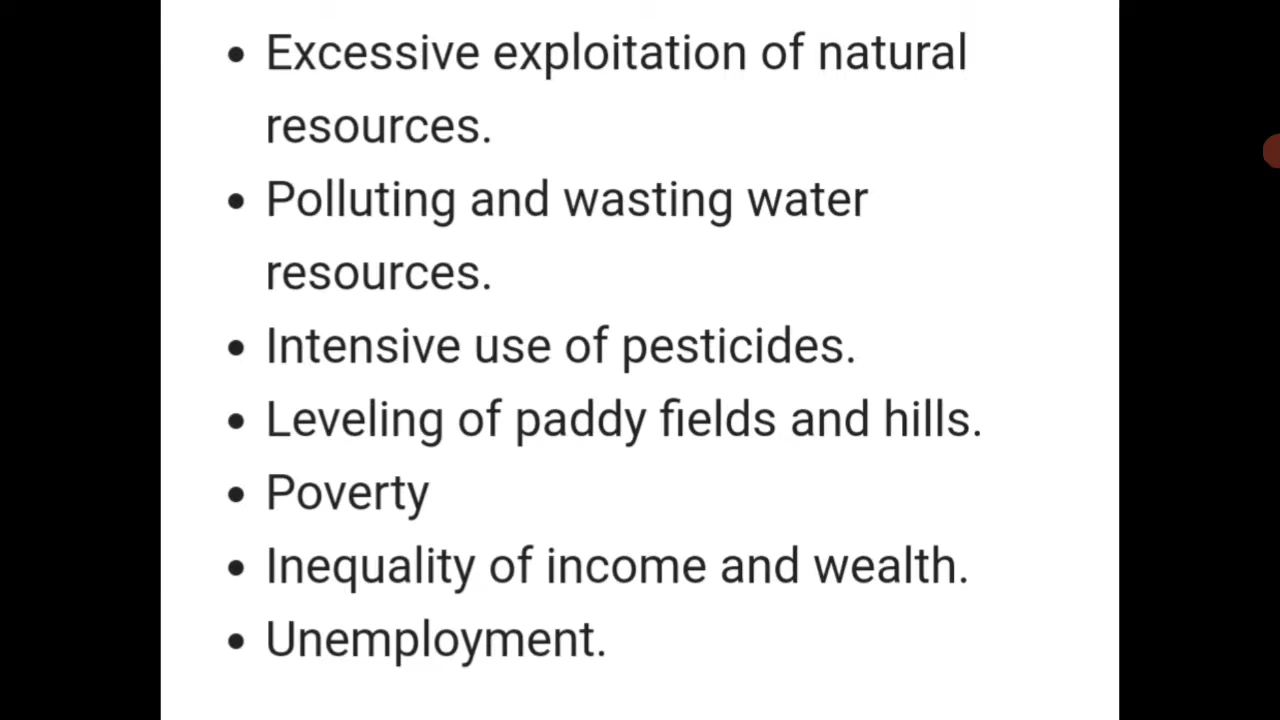 • Excessive exploitation of natural
resources.
• Polluting and wasting water
resources.
• Intensive use of pesticides.
• Leveling of paddy fields and hills.
• Poverty
• Inequality of income and wealth.
• Unemployment.